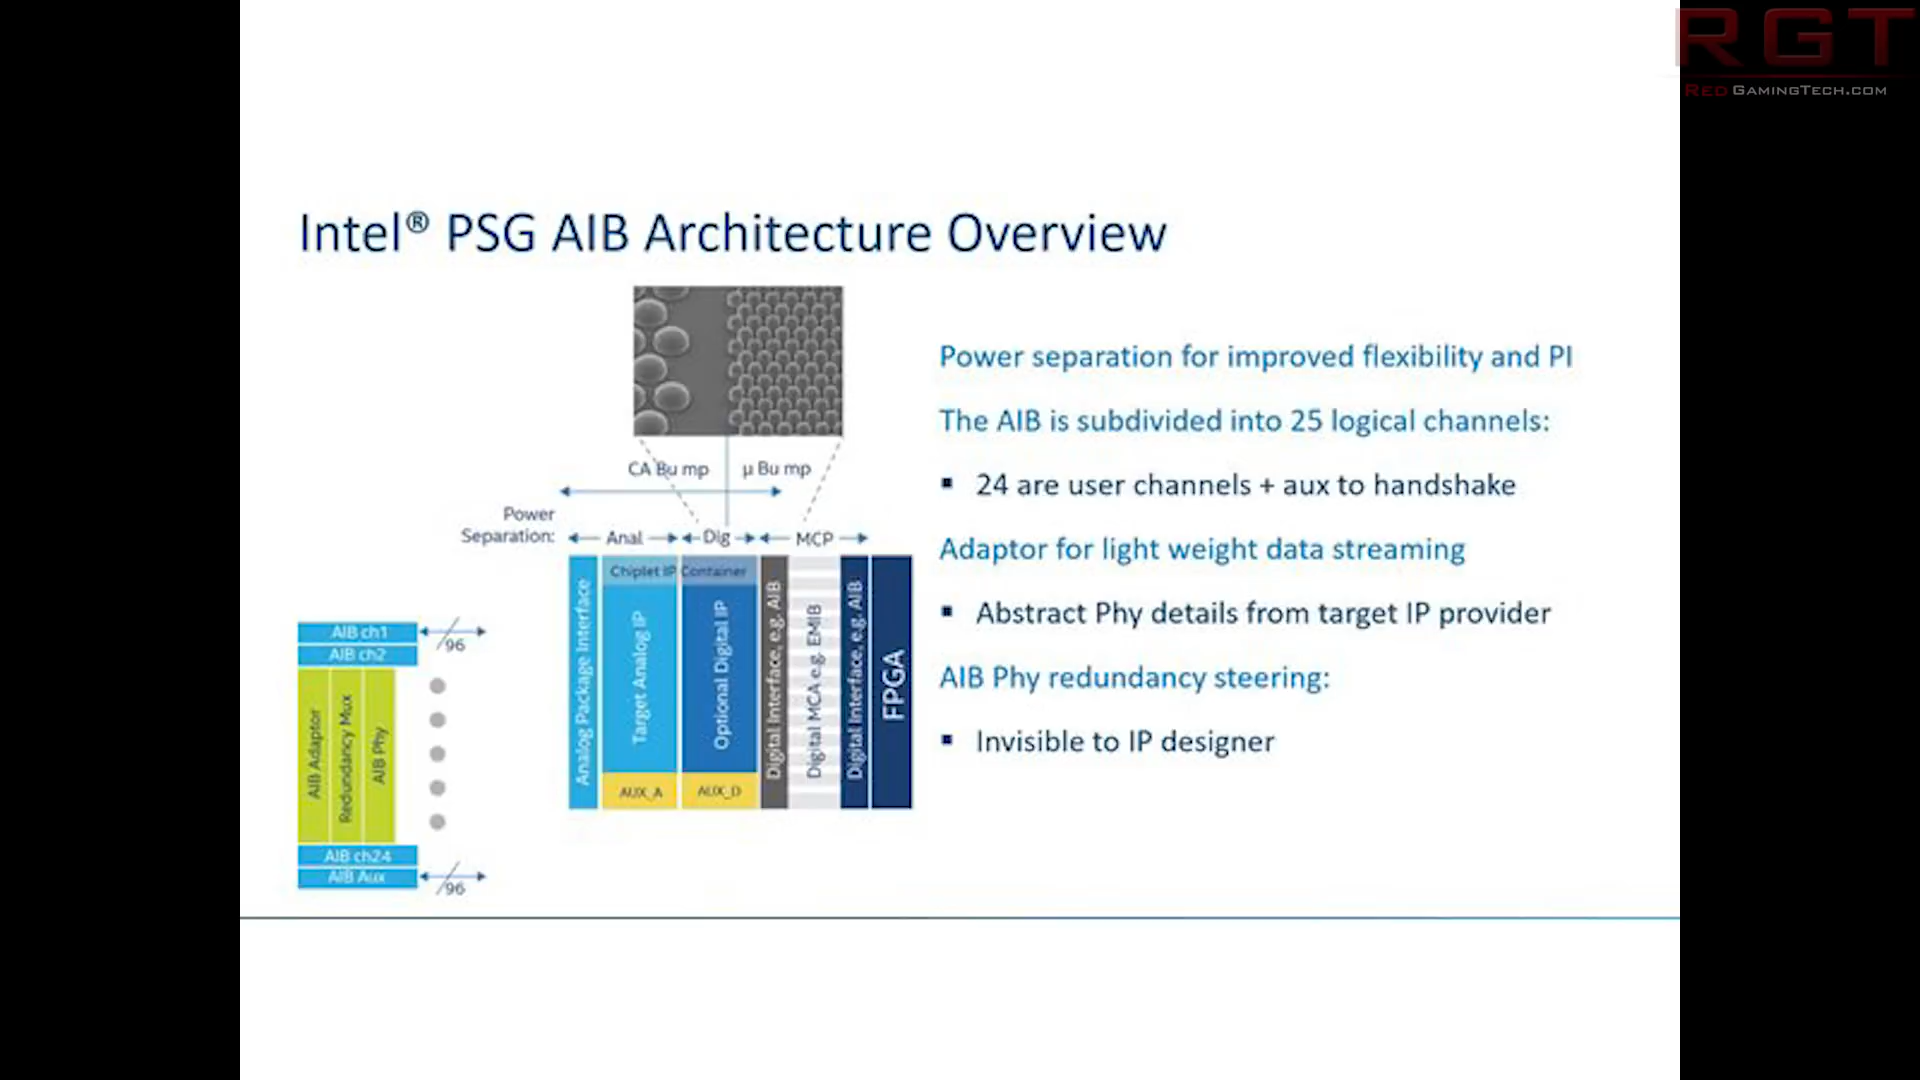 RGT
RED GAMINGTECH.COM
Intel® PSG AIB Architecture Overview
CA Bu mp
µ Bu mp
Power
Separation:
Anal
Dig
MCP
Chiplet IP Container
Analog Package Interface
Target Analog IP
Optional Digital IP
Digital Interface, e.g. AIB
Digital MCA e.g. EMIB
Digital Interface, e.g. AIB
FPGA
AUX_A
AUX_D
AIB ch1
96
AIB ch2
AIB Adaptor
Redundancy Mux
AIB Phy
AIB ch24
AIB Aux
96
Power separation for improved flexibility and PI
The AIB is subdivided into 25 logical channels:
▪ 24 are user channels + aux to handshake
Adaptor for light weight data streaming
▪ Abstract Phy details from target IP provider
AIB Phy redundancy steering:
▪ Invisible to IP designer